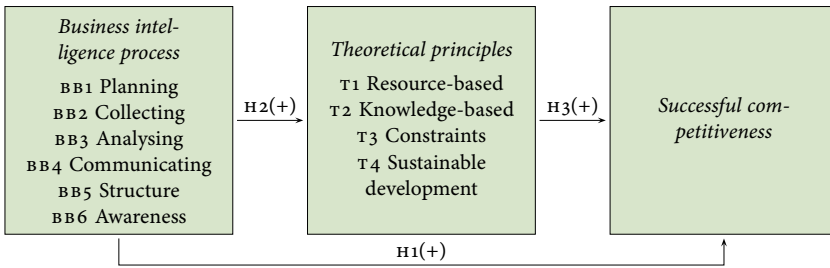 Business intel-
ligence process
BB1 Planning
BB2 Collecting
BB3 Analysing
BB4 Communicating
BB5 Structure
BB6 Awareness
H2(+)
Theoretical principles
T1 Resource-based
T2 Knowledge-based
T3 Constraints
T4 Sustainable
development
H3(+)
Successful com-
petitiveness
H1(+)